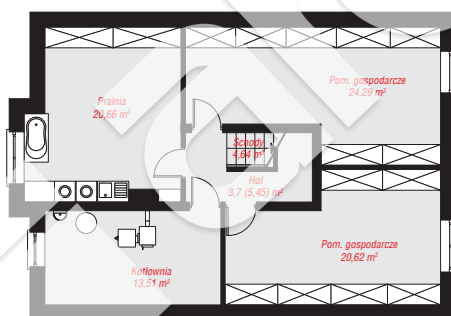 Pom. gospodarcze
24,29 m²
Pralnia
20,66 m²
Schody
4,64 m²
Hol
3,7 (5,45) m²
Pom. gospodarcze
20,62 m²
Kotłownia
13,51 m²